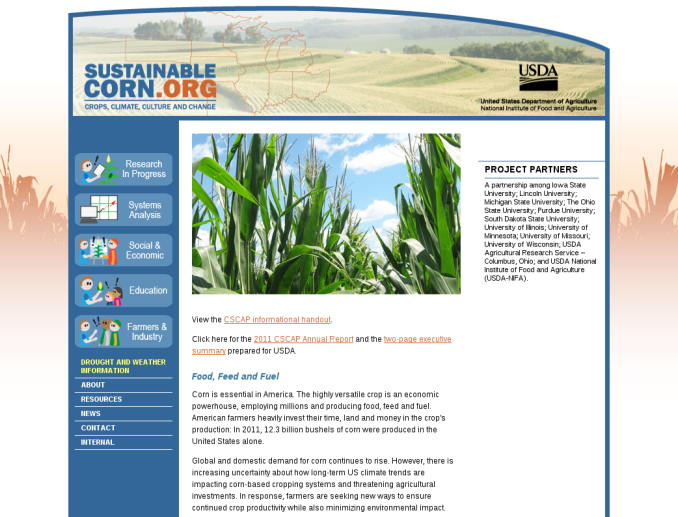 SUSTAINABLE
CORN.ORG
CROPS, CLIMATE, CULTURE AND CHANGE
USDA
United States Department of Agriculture
National Institute of Food and Agriculture
Research
In Progress
Systems
Analysis
Social &
Economic
Education
Farmers &
Industry
DROUGHT AND WEATHER
INFORMATION
ABOUT
RESOURCES
NEWS
CONTACT
INTERNAL
View the CSCAP informational handout.
Click here for the 2011 CSCAP Annual Report and the two-page executive
summary prepared for USDA.
Food, Feed and Fuel
Corn is essential in America. The highly versatile crop is an economic
powerhouse, employing millions and producing food, feed and fuel.
American farmers heavily invest their time, land and money in the crop's
production: In 2011, 12.3 billion bushels of corn were produced in the
United States alone.
Global and domestic demand for corn continues to rise. However, there is
increasing uncertainty about how long-term US climate trends are
impacting corn-based cropping systems and threatening agricultural
investments. In response, farmers are seeking new ways to ensure
continued crop productivity while also minimizing environmental impact.
PROJECT PARTNERS
A partnership among Iowa State
University; Lincoln University;
Michigan State University; The Ohio
State University; Purdue University;
South Dakota State University;
University of Illinois; University of
Minnesota; University of Missouri;
University of Wisconsin; USDA
Agricultural Research Service –
Columbus, Ohio; and USDA National
Institute of Food and Agriculture
(USDA-NIFA).